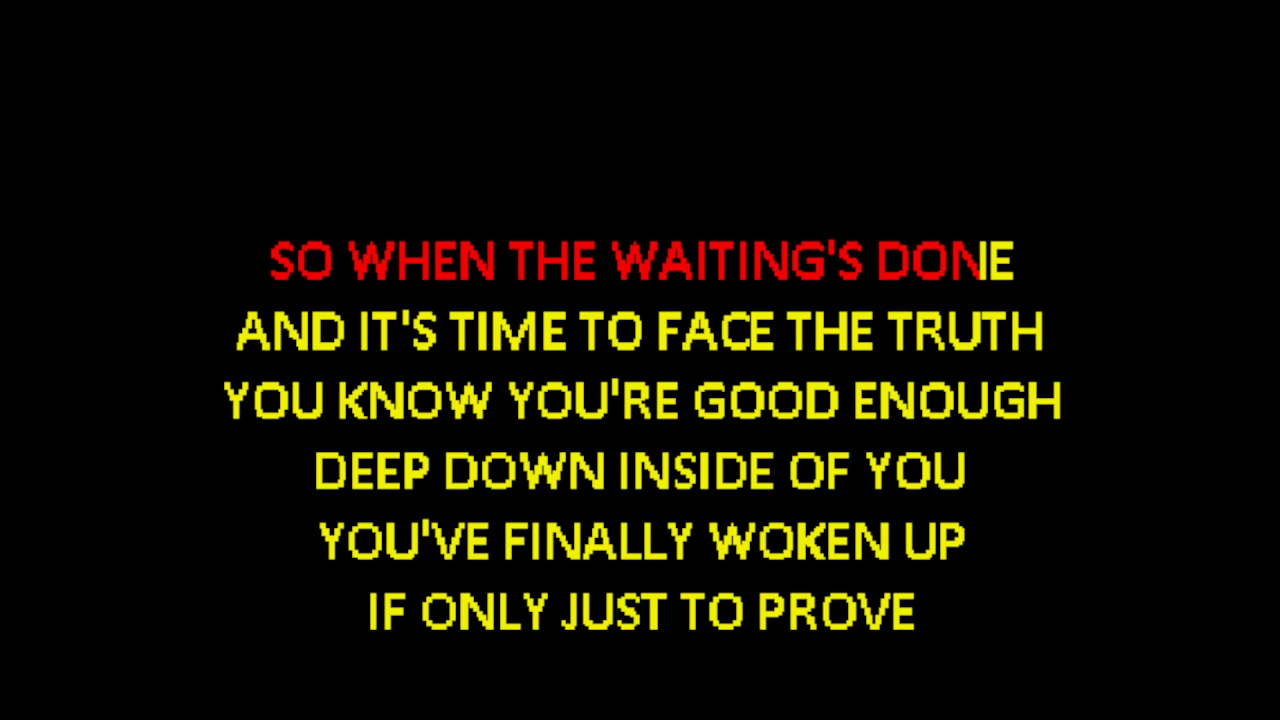 SO WHEN THE WAITING'S DONE
AND IT'S TIME TO FACE THE TRUTH
YOU KNOW YOU'RE GOOD ENOUGH
DEEP DOWN INSIDE OF YOU
YOU'VE FINALLY WOKEN UP
IF ONLY JUST TO PROVE